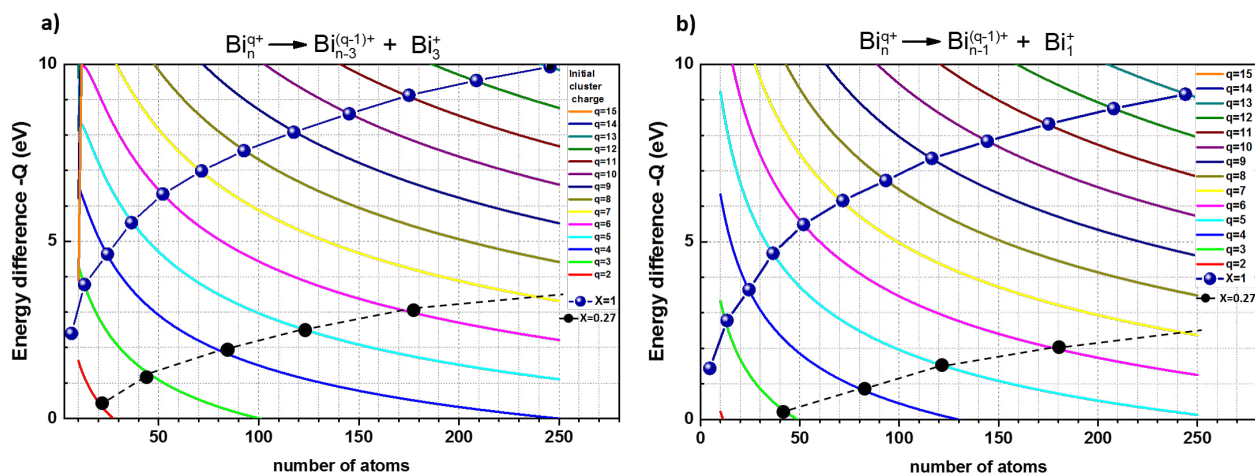 a)
Bi_n^{q+} → Bi_{n-3}^{(q-1)+} + Bi_3^+
Energy difference -Q (eV)
10
5
0
50
100
150
200
250
number of atoms
Initial
cluster
charge
q=15
q=14
q=13
q=12
q=11
q=10
q=9
q=8
q=7
q=6
q=5
q=4
q=3
q=2
X=1
X=0.27
b)
Bi_n^{q+} → Bi_{n-1}^{(q-1)+} + Bi_1^+
Energy difference -Q (eV)
10
5
0
0
50
100
150
200
250
number of atoms
q=15
q=14
q=13
q=12
q=11
q=10
q=9
q=8
q=7
q=6
q=5
q=4
q=3
q=2
X=1
X=0.27